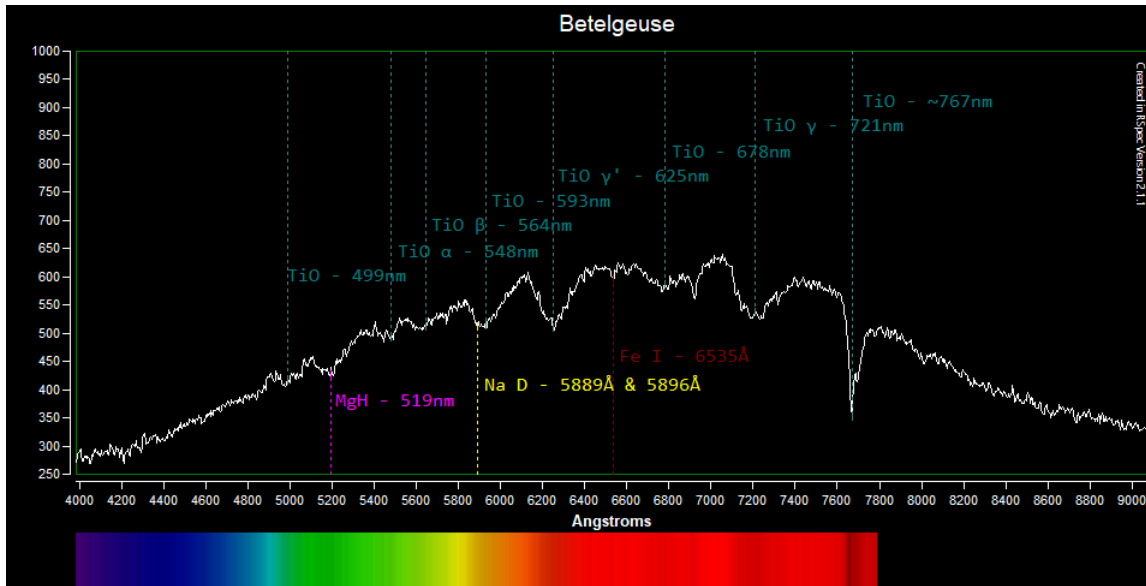 Betelgeuse
1000
950
900
850
800
750
700
650
600
550
500
450
400
350
300
250
TiO - ~767nm
TiO γ - 721nm
TiO - 678nm
TiO γ' - 625nm
TiO - 593nm
TiO β - 564nm
TiO α - 548nm
TiO - 499nm
Fe I - 6535Å
Na D - 5889Å & 5896Å
MgH - 519nm
Created in RSpec Version 2.1.1
4000 4200 4400 4600 4800 5000 5200 5400 5600 5800 6000 6200 6400 6600 6800 7000 7200 7400 7600 7800 8000 8200 8400 8600 8800 9000
Angstroms